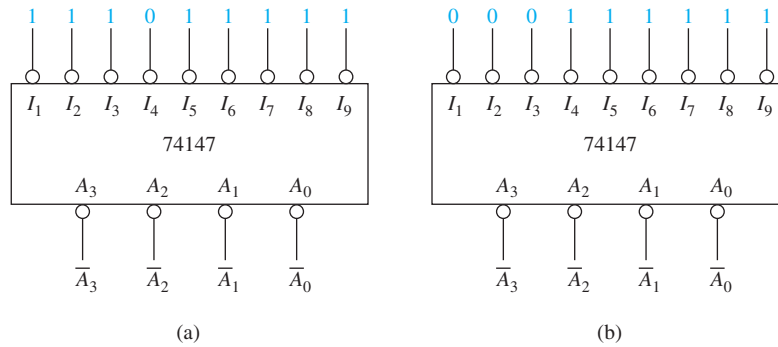 1 1 1 0 1 1 1 1 1
I₁ I₂ I₃ I₄ I₅ I₆ I₇ I₈ I₉
74147
A₃ A₂ A₁ A₀
A̅₃ A̅₂ A̅₁ A̅₀
(a)
0 0 0 1 1 1 1 1 1
I₁ I₂ I₃ I₄ I₅ I₆ I₇ I₈ I₉
74147
A₃ A₂ A₁ A₀
A̅₃ A̅₂ A̅₁ A̅₀
(b)